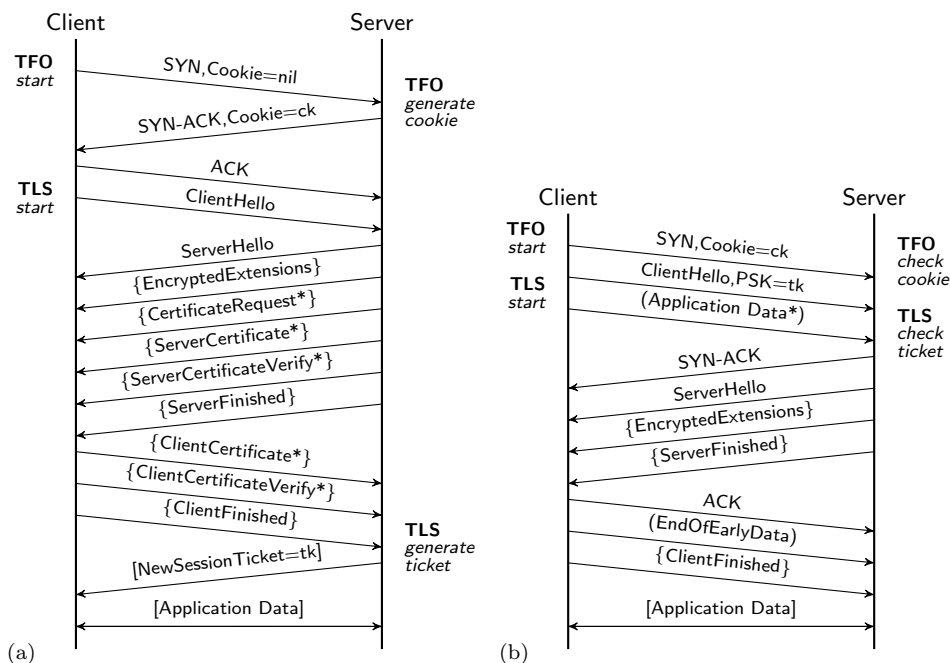 Client Server
TFO
start
SYN,Cookie=nil
TFO
generate
cookie
SYN-ACK,Cookie=ck
ACK
TLS
start
ClientHello
ServerHello
{EncryptedExtensions}
{CertificateRequest*}
{ServerCertificate*}
{ServerCertificateVerify*}
{ServerFinished}
{ClientCertificate*}
{ClientCertificateVerify*}
{ClientFinished}
TLS
generate
ticket
[NewSessionTicket=tk]
[Application Data]
(a)
Client Server
TFO
start
SYN,Cookie=ck
TFO
check
cookie
TLS
start
ClientHello,PSK=tk
(Application Data*)
TLS
check
ticket
SYN-ACK
ServerHello
{EncryptedExtensions}
{ServerFinished}
ACK
(EndOfEarlyData)
{ClientFinished}
[Application Data]
(b)